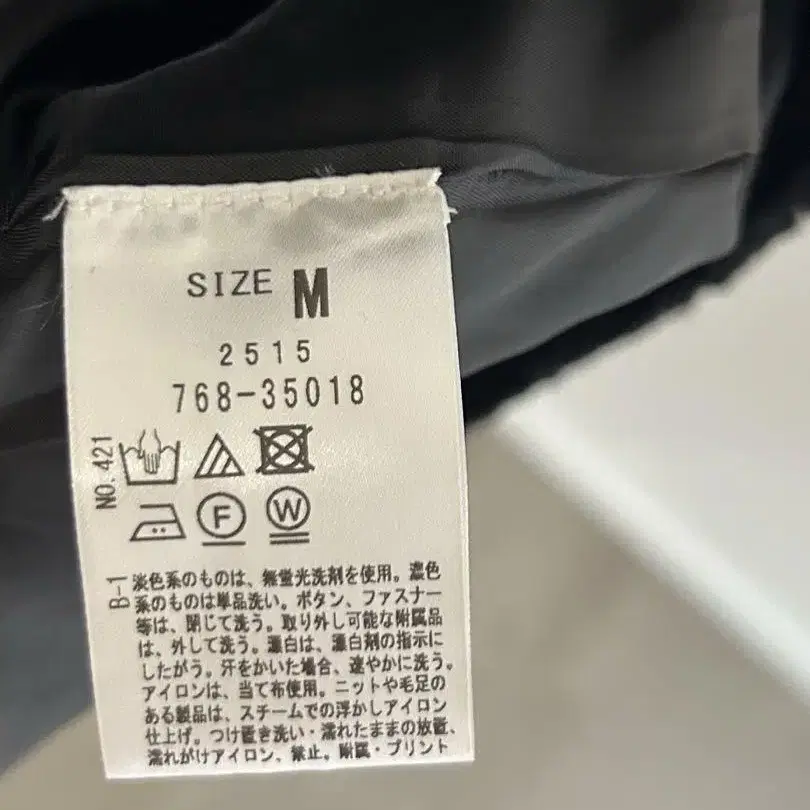 SIZE M
2515
768-35018
NO. 421
F W
B-1
淡色系のものは、無蛍光洗剤を使用。濃色
系のものは単品洗い。ボタン、ファスナー
等は、閉じて洗う。取り外し可能な附属品
は、外して洗う。漂白は、漂白剤の指示に
したがう。汗をかいた場合、速やかに洗う。
アイロンは、当て布使用。ニットや毛足の
ある製品は、スチームでの浮かしアイロン
仕上げ。つけ置き洗い・濡れたままの放置、
濡れがけアイロン、禁止。附属・プリント